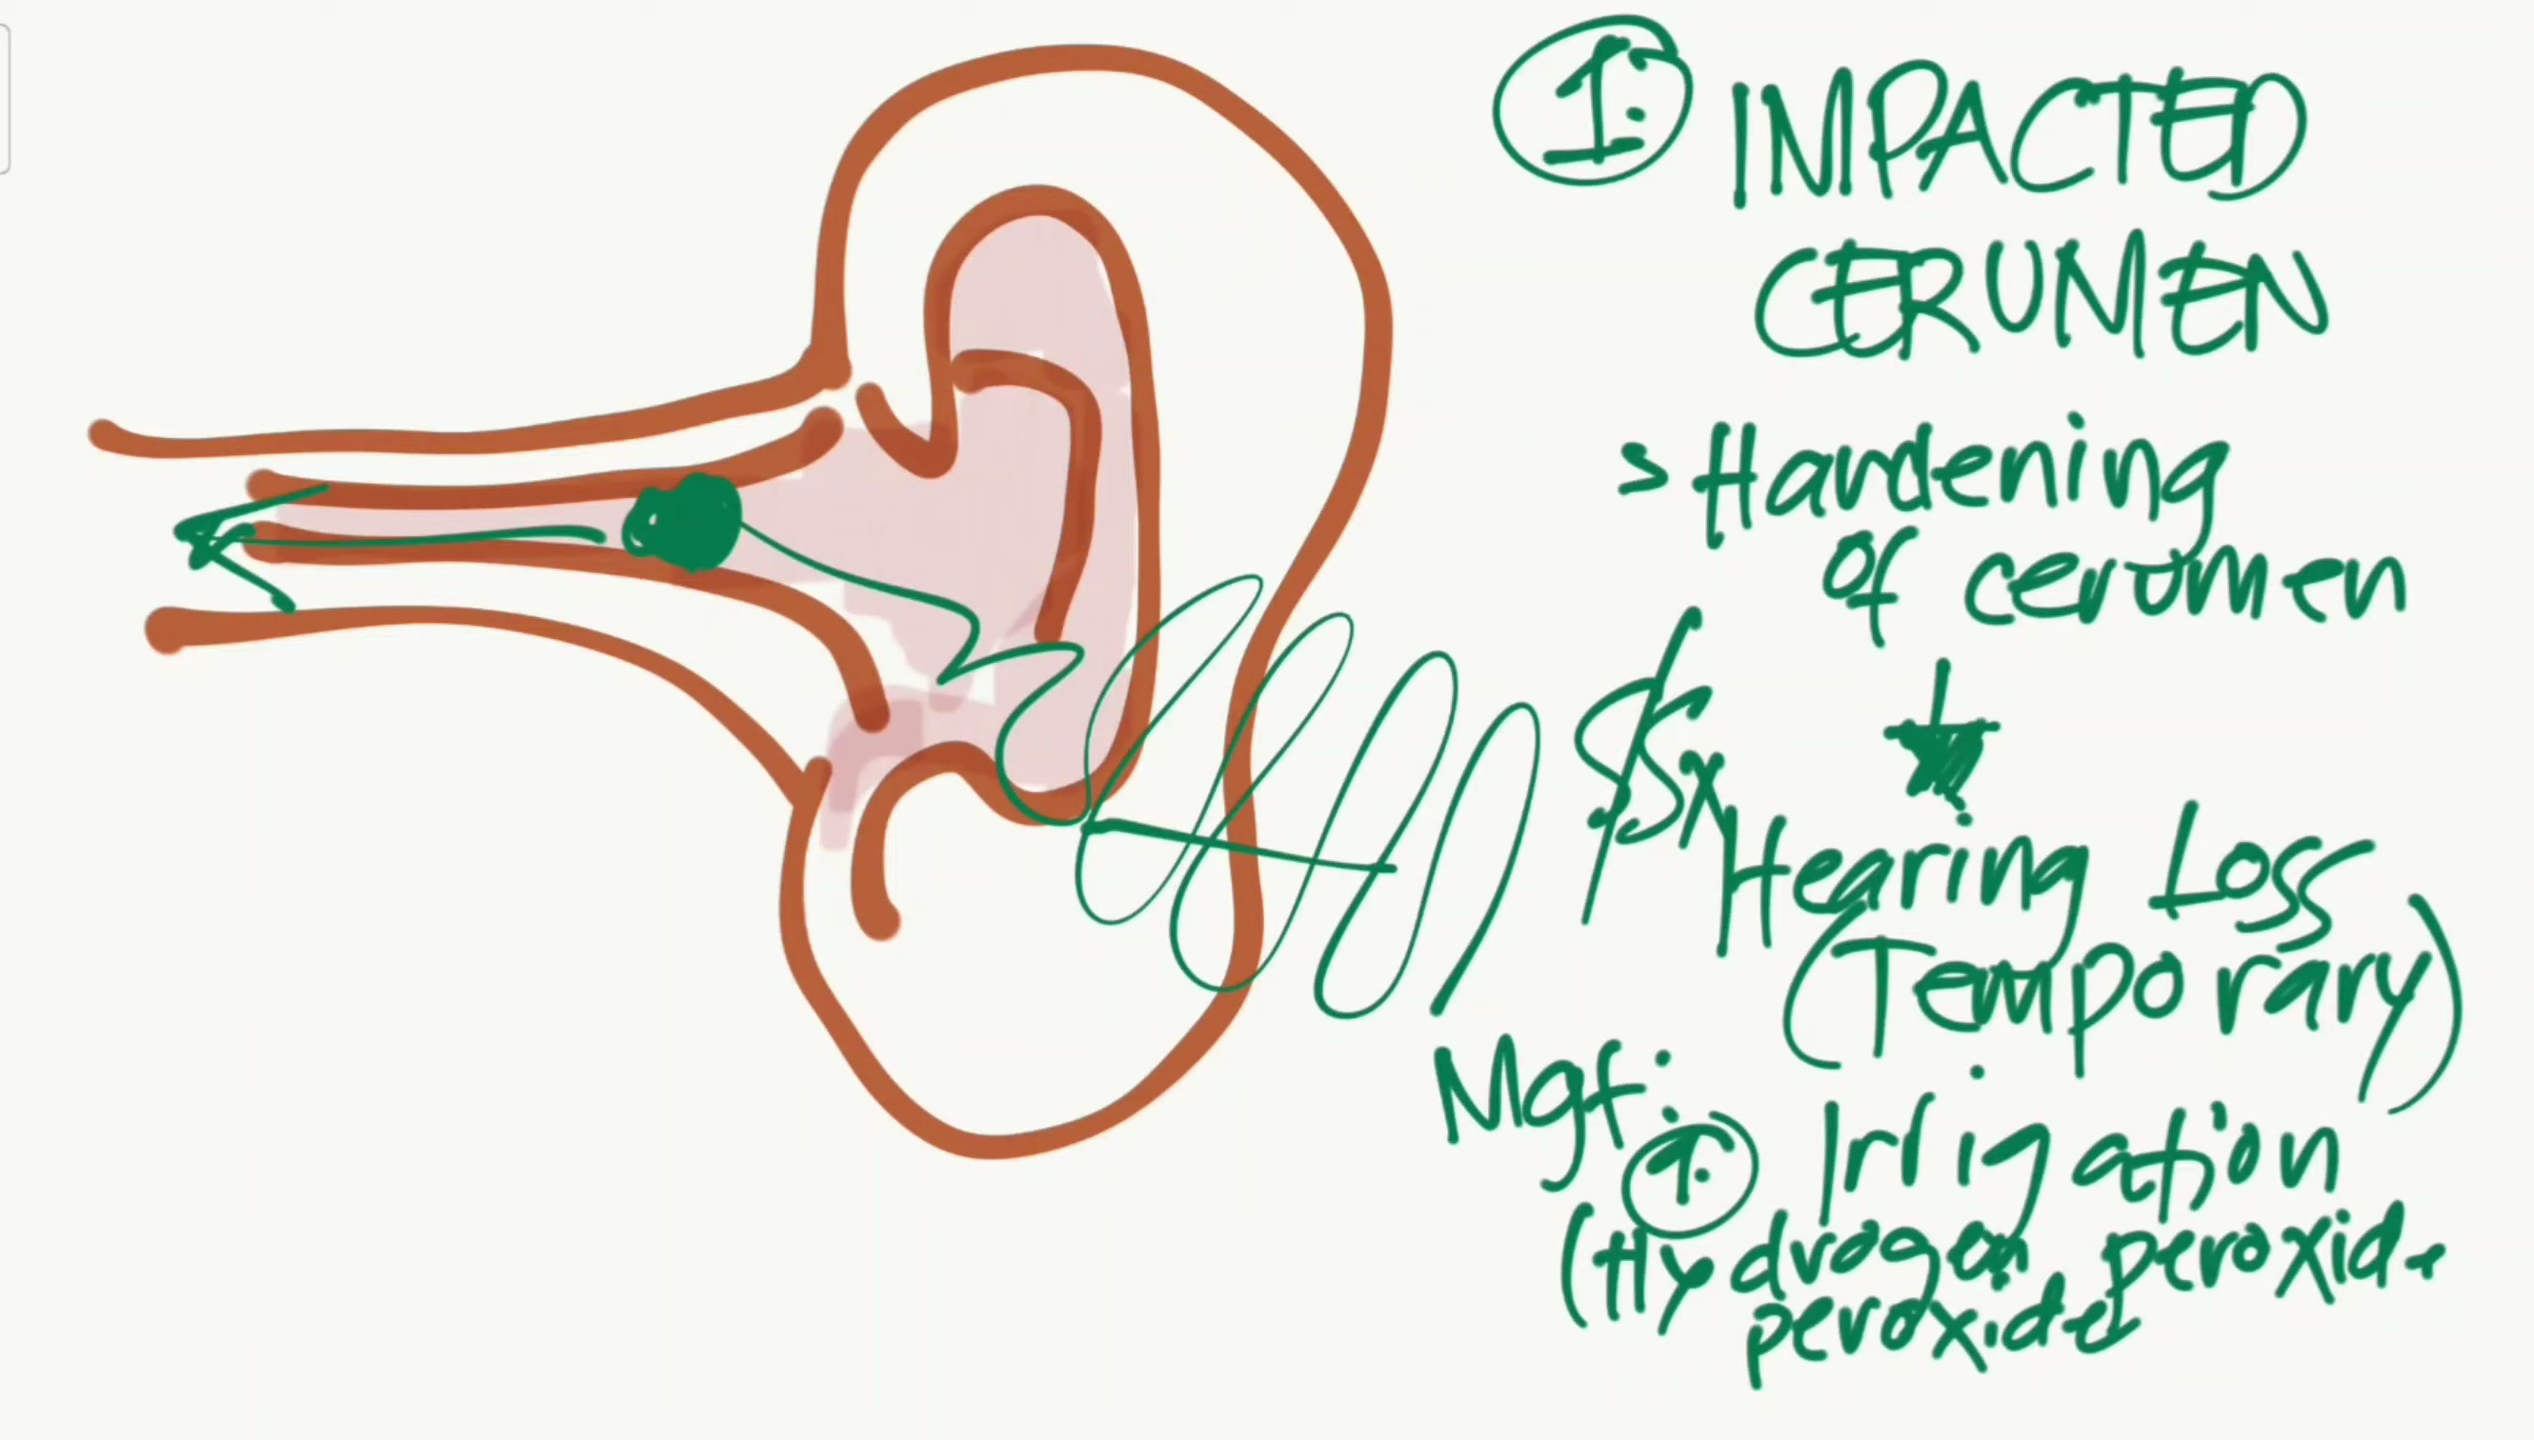 1. IMPACTED
CERUMEN
> Hardening
of cerumen
S/Sx
Hearing Loss
(Temporary)
Mgt:
1. Irrigation
(Hydrogen peroxide
peroxide